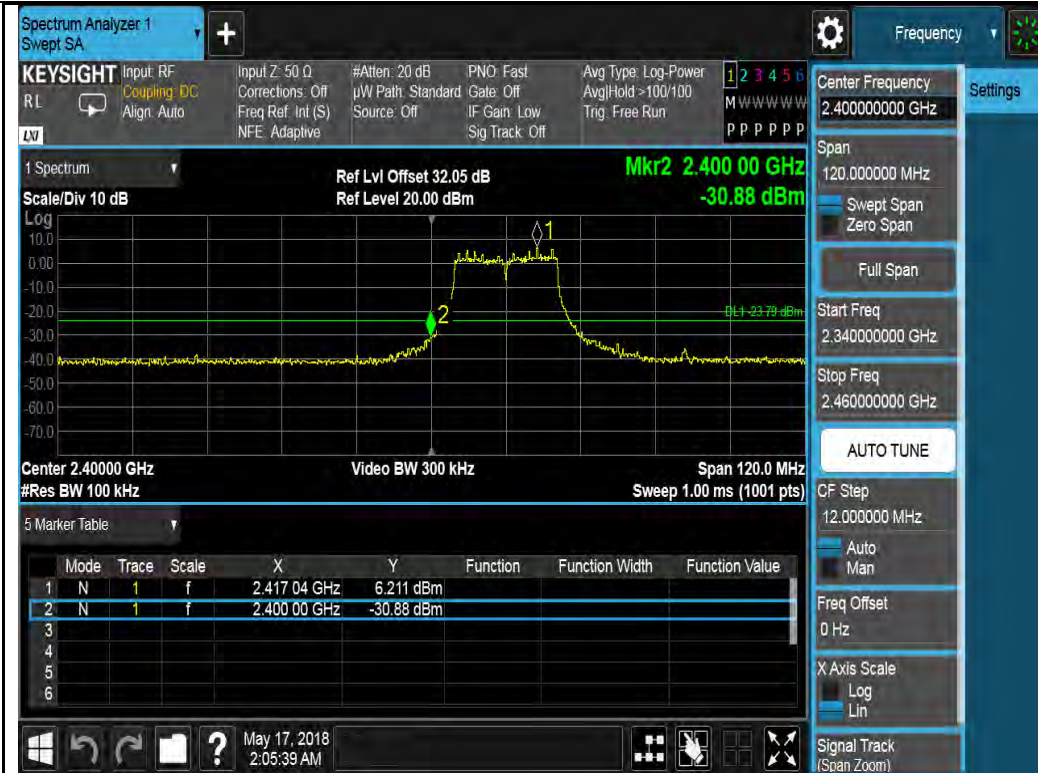 Spectrum Analyzer 1
Swept SA
+
Frequency
KEYSIGHT
RL
LXI
Input: RF
Coupling: DC
Align: Auto
Input Z: 50 Ω
Corrections: Off
Freq Ref: Int (S)
NFE: Adaptive
#Atten: 20 dB
µW Path: Standard
Source: Off
PNO: Fast
Gate: Off
IF Gain: Low
Sig Track: Off
Avg Type: Log-Power
Avg|Hold >100/100
Trig: Free Run
1 2 3 4 5 6
M W W W W W
P P P P P P
1 Spectrum
Scale/Div 10 dB
Ref Lvl Offset 32.05 dB
Ref Level 20.00 dBm
Mkr2 2.400 00 GHz
-30.88 dBm
Log
10.0
0.00
-10.0
-20.0
-30.0
-40.0
-50.0
-60.0
-70.0
1
2
DL1 -23.79 dBm
Center 2.40000 GHz
#Res BW 100 kHz
Video BW 300 kHz
Span 120.0 MHz
Sweep 1.00 ms (1001 pts)
5 Marker Table
Mode Trace Scale X Y Function Function Width Function Value
1 N 1 f 2.417 04 GHz 6.211 dBm
2 N 1 f 2.400 00 GHz -30.88 dBm
3
4
5
6
?
May 17, 2018
2:05:39 AM
Center Frequency
2.400000000 GHz
Span
120.000000 MHz
Swept Span
Zero Span
Full Span
Start Freq
2.340000000 GHz
Stop Freq
2.460000000 GHz
AUTO TUNE
CF Step
12.000000 MHz
Auto
Man
Freq Offset
0 Hz
X Axis Scale
Log
Lin
Signal Track
(Span Zoom)
Settings